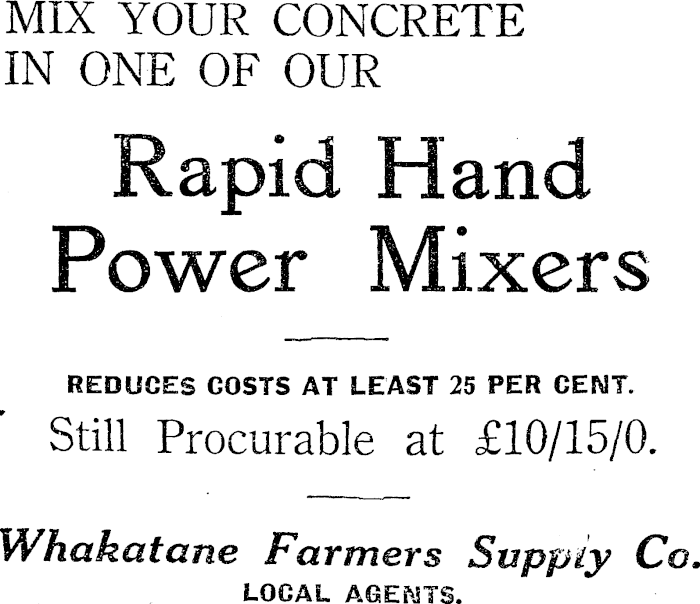 MIX YOUR CONCRETE
IN ONE OF OUR
Rapid Hand
Power Mixers
REDUCES COSTS AT LEAST 25 PER CENT.
Still Procurable at £10/15/0.
Whakatane Farmers Supply Co.
LOCAL AGENTS.